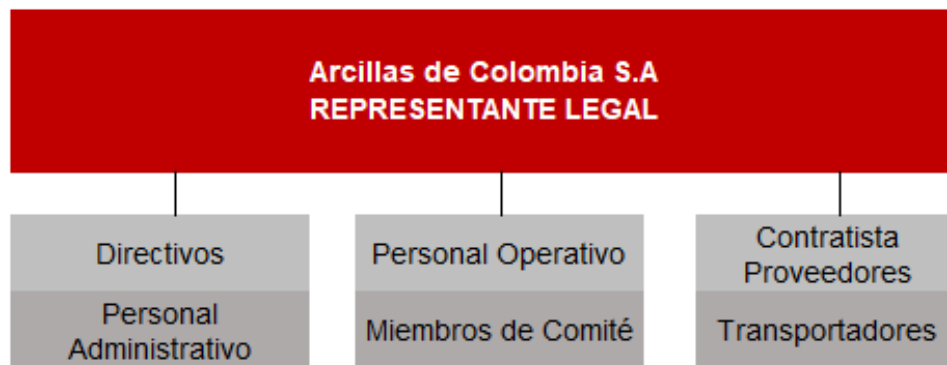 Arcillas de Colombia S.A
REPRESENTANTE LEGAL
Directivos
Personal
Administrativo
Personal Operativo
Miembros de Comité
Contratista
Proveedores
Transportadores